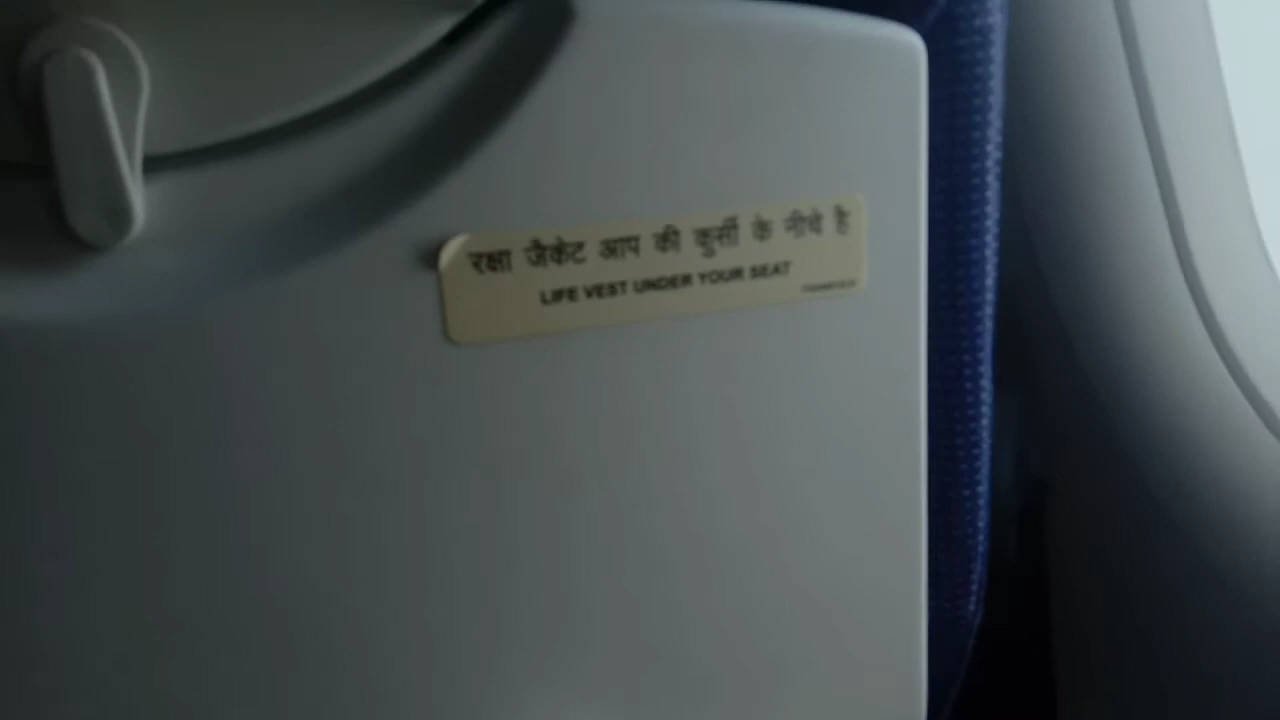 रक्षा जैकेट आप की कुर्सी के नीचे है
LIFE VEST UNDER YOUR SEAT